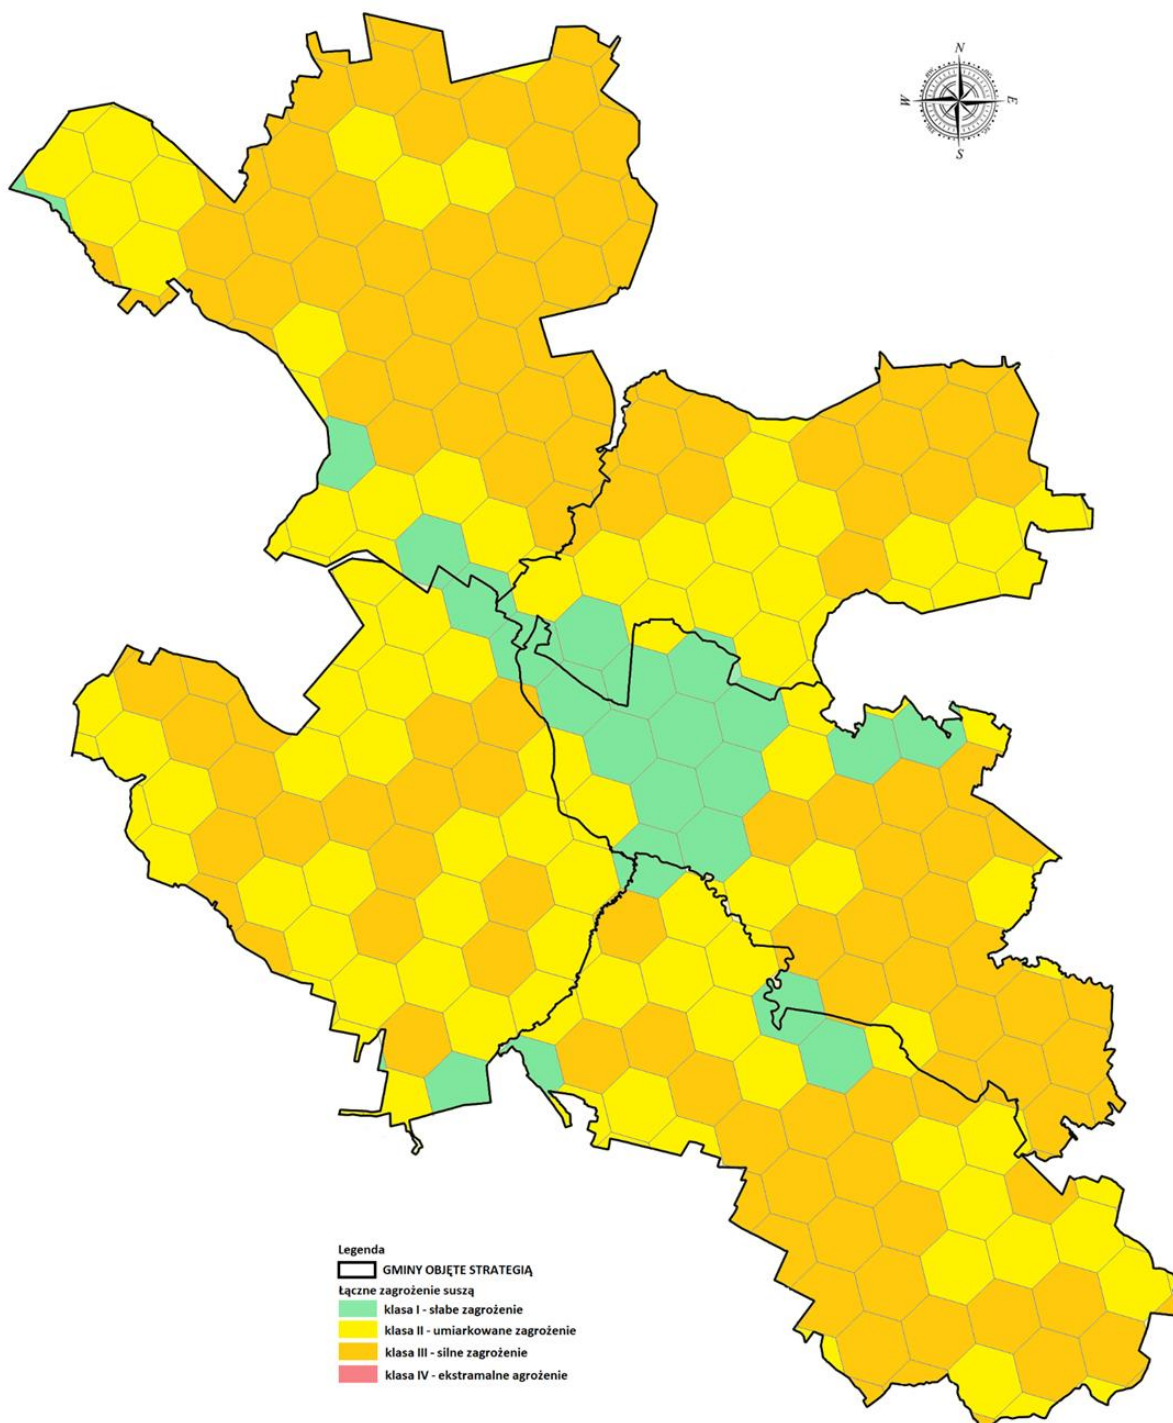 N
W
E
S
Legenda
GMINY OBJĘTE STRATEGIĄ
Łączne zagrożenie suszą
klasa I - słabe zagrożenie
klasa II - umiarkowane zagrożenie
klasa III - silne zagrożenie
klasa IV - ekstramalne agrożenie